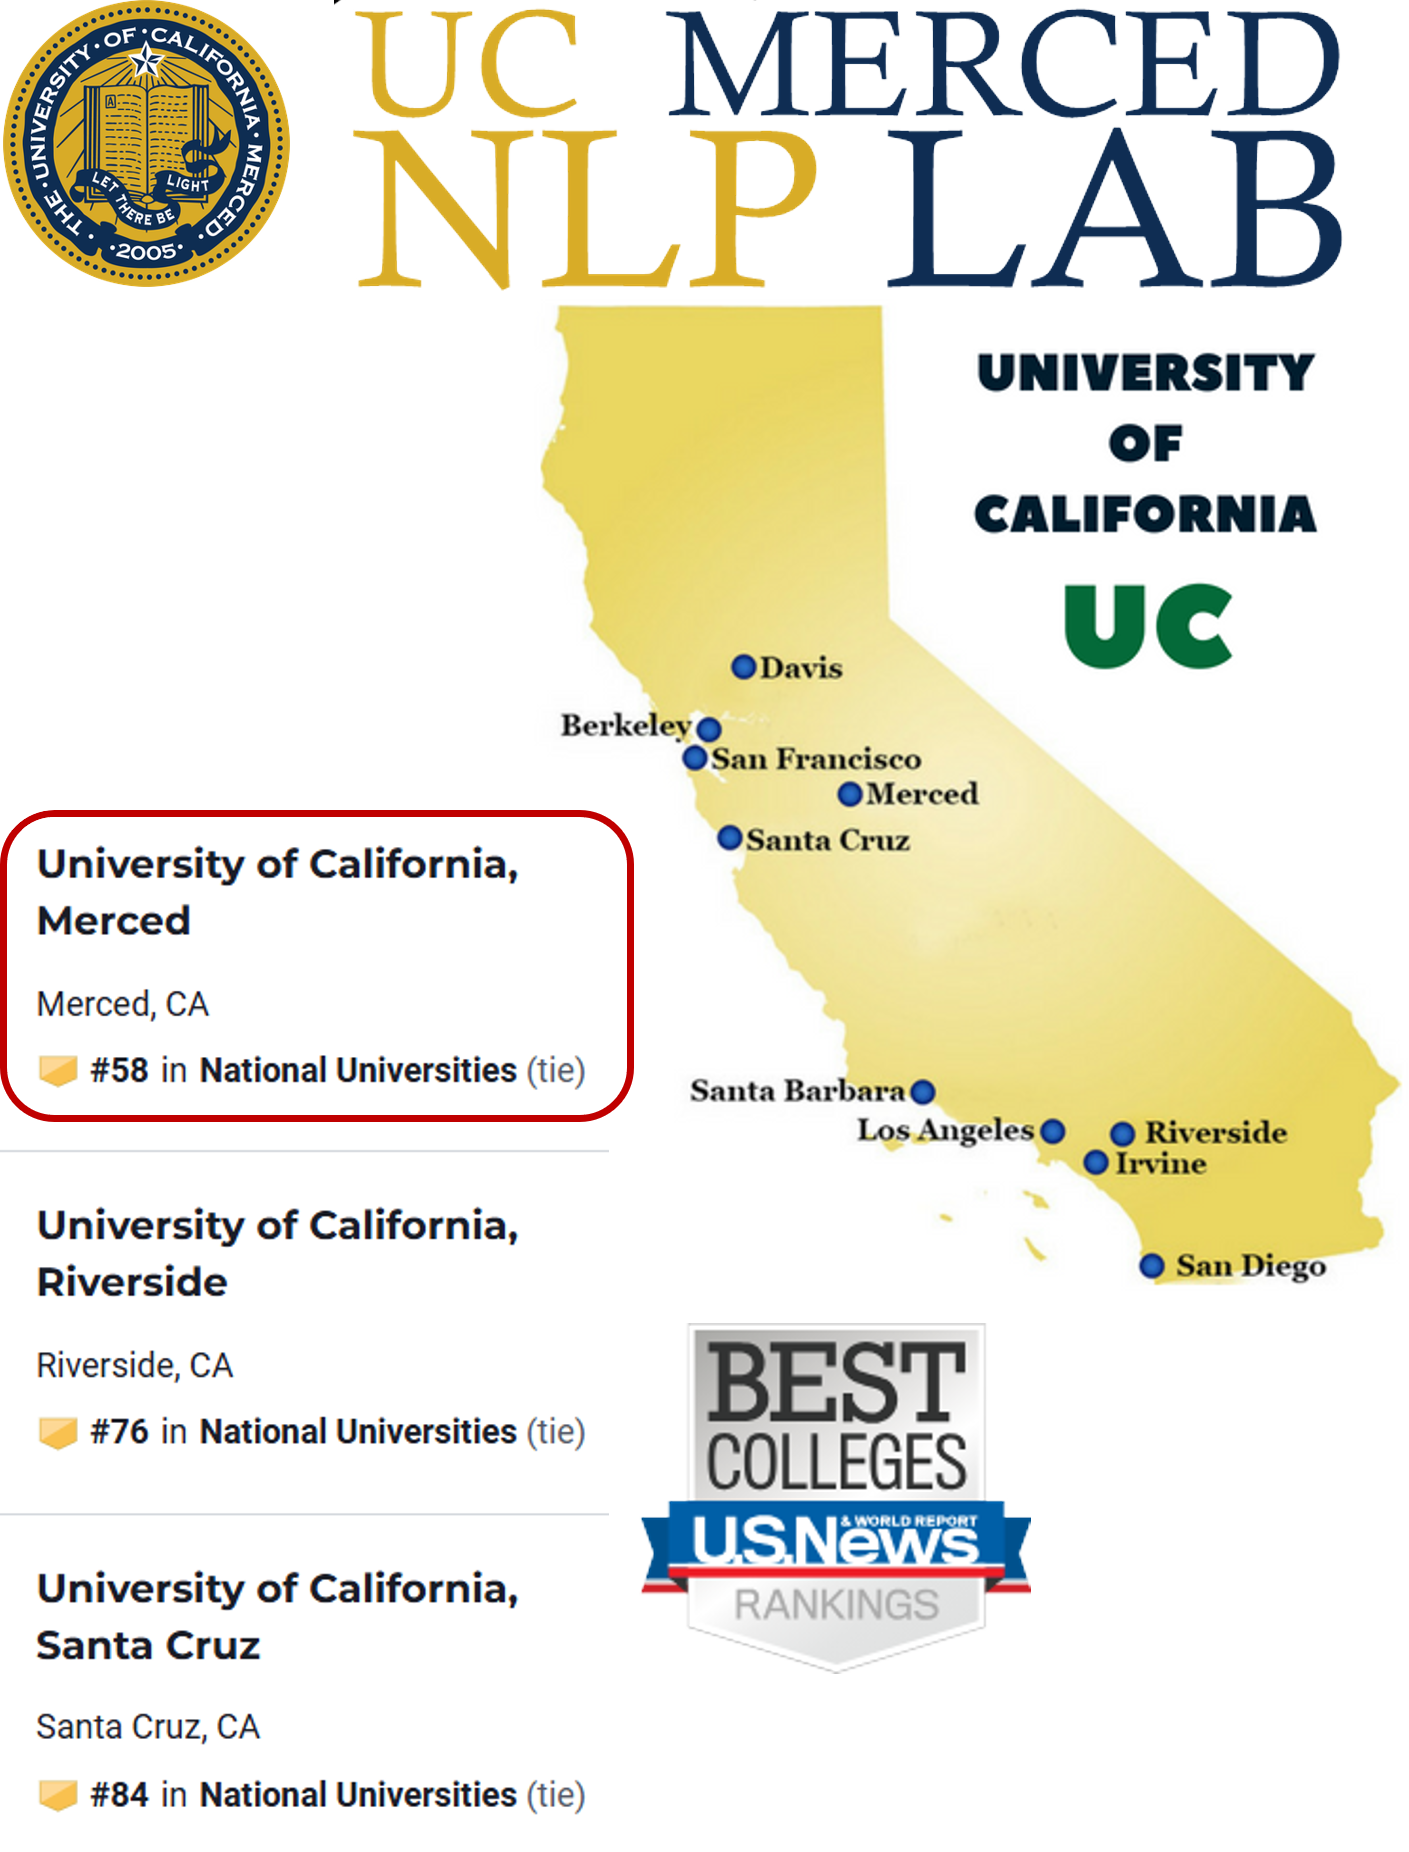 THE · UNIVERSITY · OF · CALIFORNIA · MERCED ·
A
LET THERE BE LIGHT
· 2005 ·
UC MERCED
NLP LAB
UNIVERSITY
OF
CALIFORNIA
UC
Davis
Berkeley
San Francisco
Merced
Santa Cruz
Santa Barbara
Los Angeles
Riverside
Irvine
San Diego
University of California,
Merced
Merced, CA
#58 in National Universities (tie)
University of California,
Riverside
Riverside, CA
#76 in National Universities (tie)
University of California,
Santa Cruz
Santa Cruz, CA
#84 in National Universities (tie)
BEST
COLLEGES
U.S.News & WORLD REPORT
RANKINGS